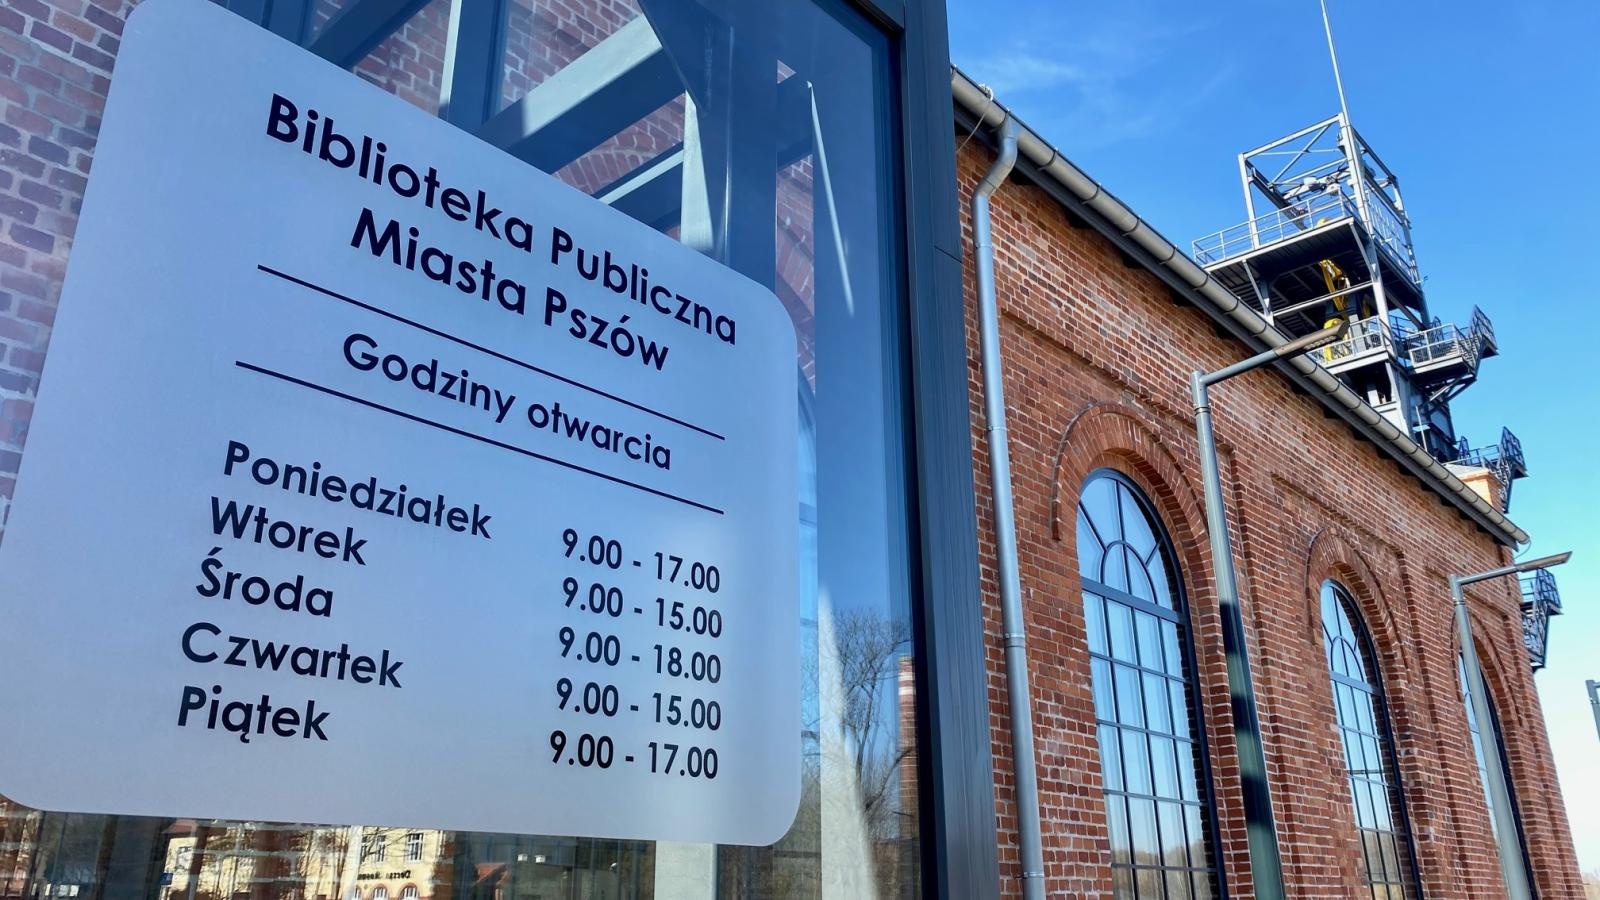 Biblioteka Publiczna
Miasta Pszów
Godziny otwarcia
Poniedziałek 9.00 - 17.00
Wtorek 9.00 - 15.00
Środa 9.00 - 18.00
Czwartek 9.00 - 15.00
Piątek 9.00 - 17.00